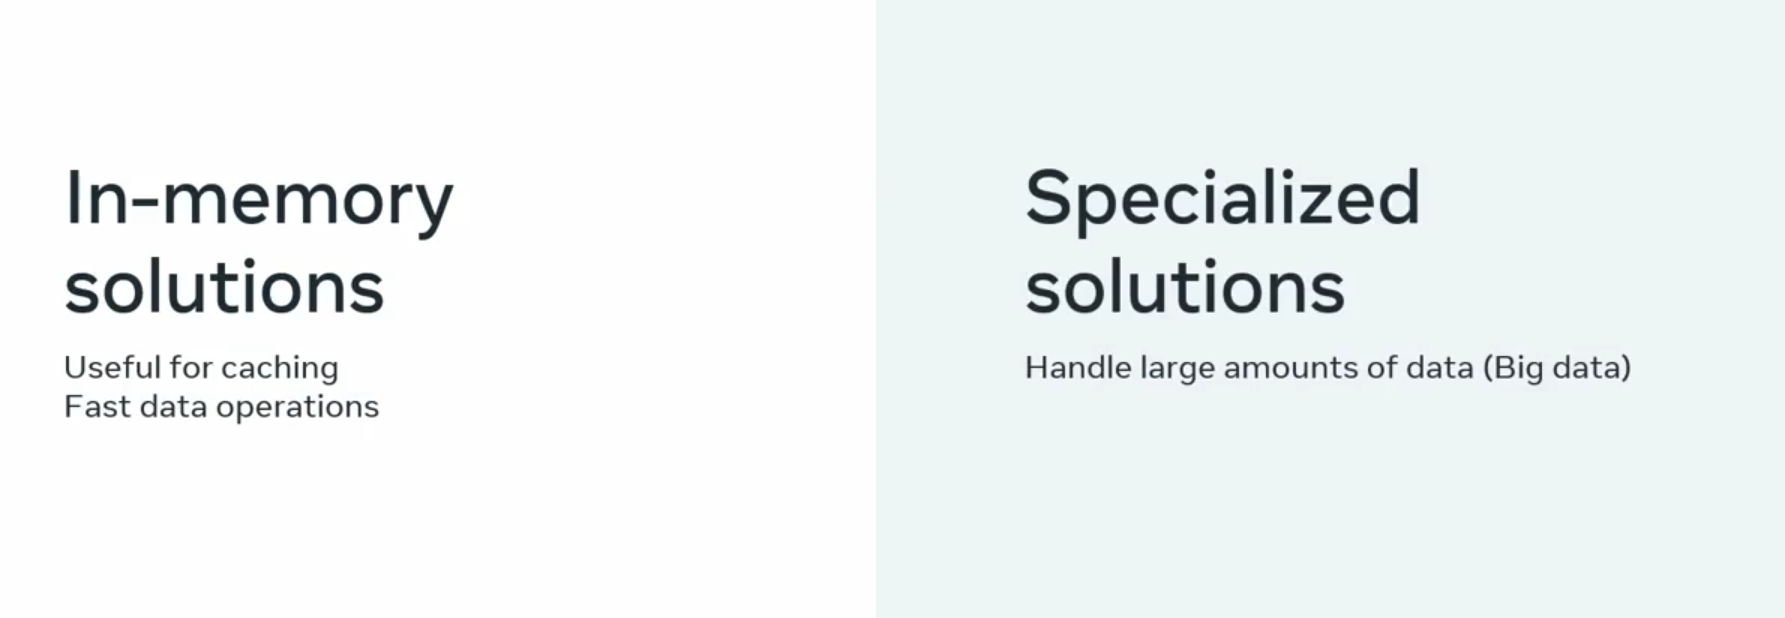 In-memory
solutions
Useful for caching
Fast data operations
Specialized
solutions
Handle large amounts of data (Big data)